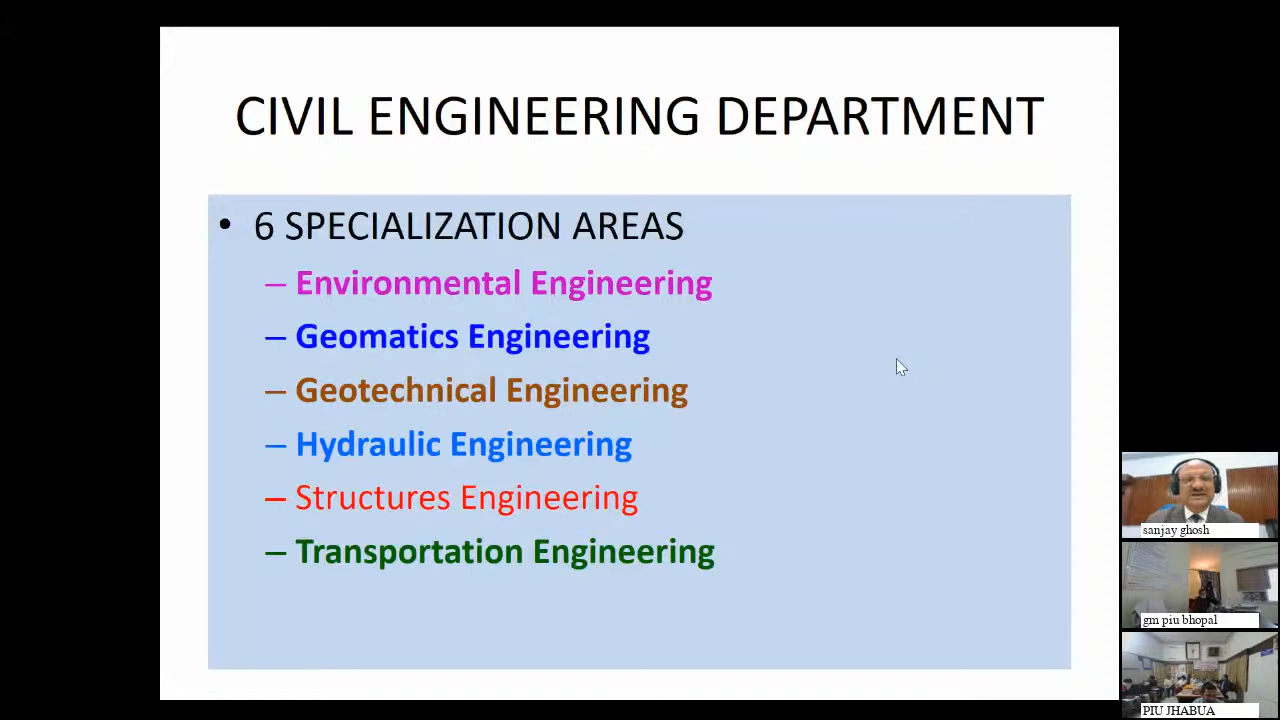 CIVIL ENGINEERING DEPARTMENT
• 6 SPECIALIZATION AREAS
– Environmental Engineering
– Geomatics Engineering
– Geotechnical Engineering
– Hydraulic Engineering
– Structures Engineering
– Transportation Engineering
sanjay ghosh
gm piu bhopal
PIU JHABUA